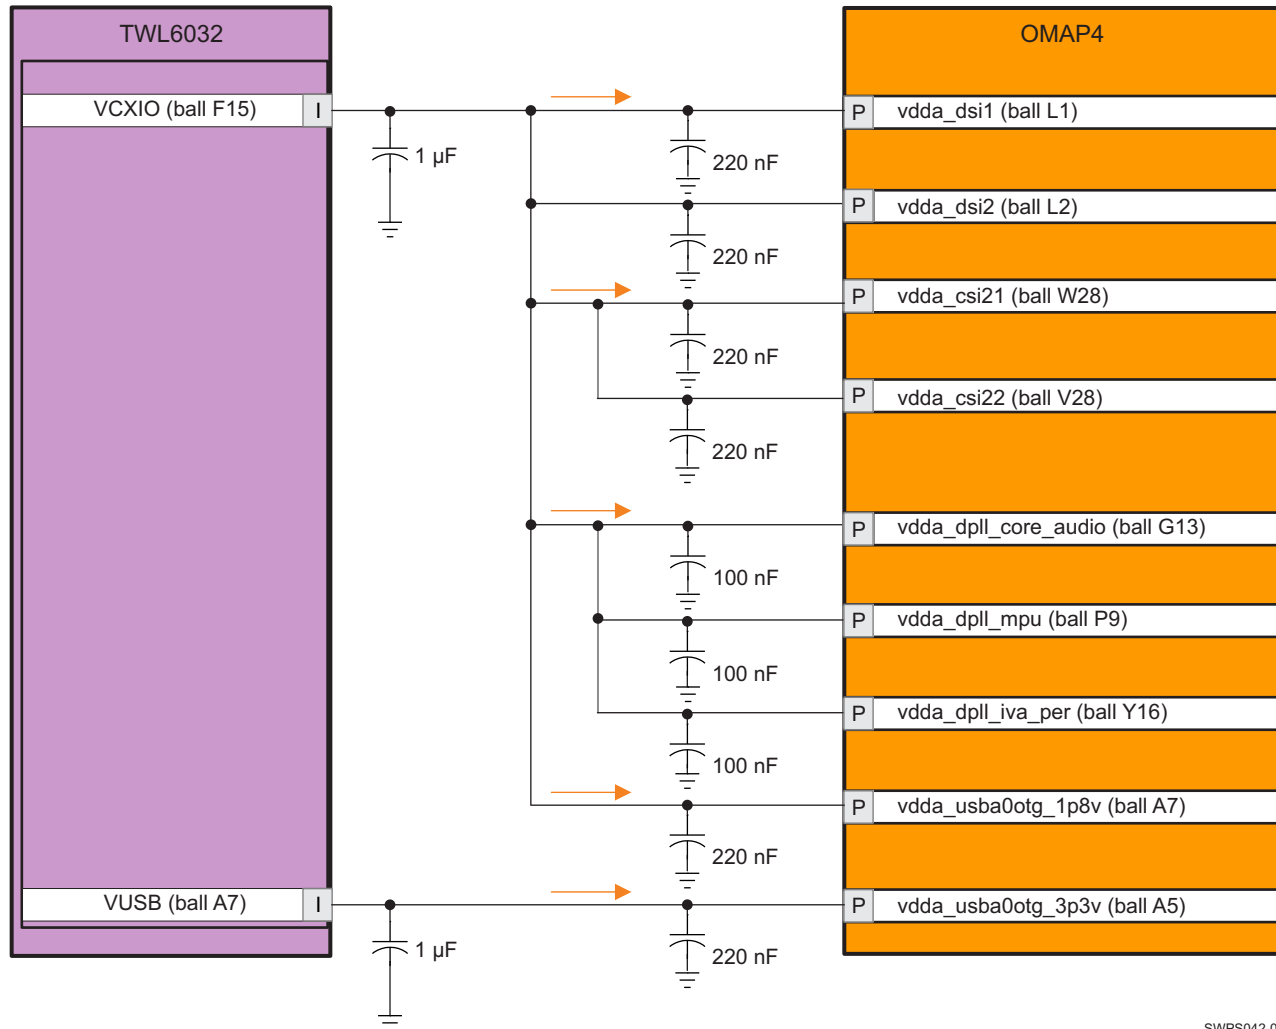 TWL6032
OMAP4
VCXIO (ball F15)
I
P
vdda_dsi1 (ball L1)
1 µF
220 nF
P
vdda_dsi2 (ball L2)
220 nF
P
vdda_csi21 (ball W28)
220 nF
P
vdda_csi22 (ball V28)
220 nF
P
vdda_dpll_core_audio (ball G13)
100 nF
P
vdda_dpll_mpu (ball P9)
100 nF
P
vdda_dpll_iva_per (ball Y16)
100 nF
P
vdda_usba0otg_1p8v (ball A7)
220 nF
VUSB (ball A7)
I
P
vdda_usba0otg_3p3v (ball A5)
1 µF
220 nF